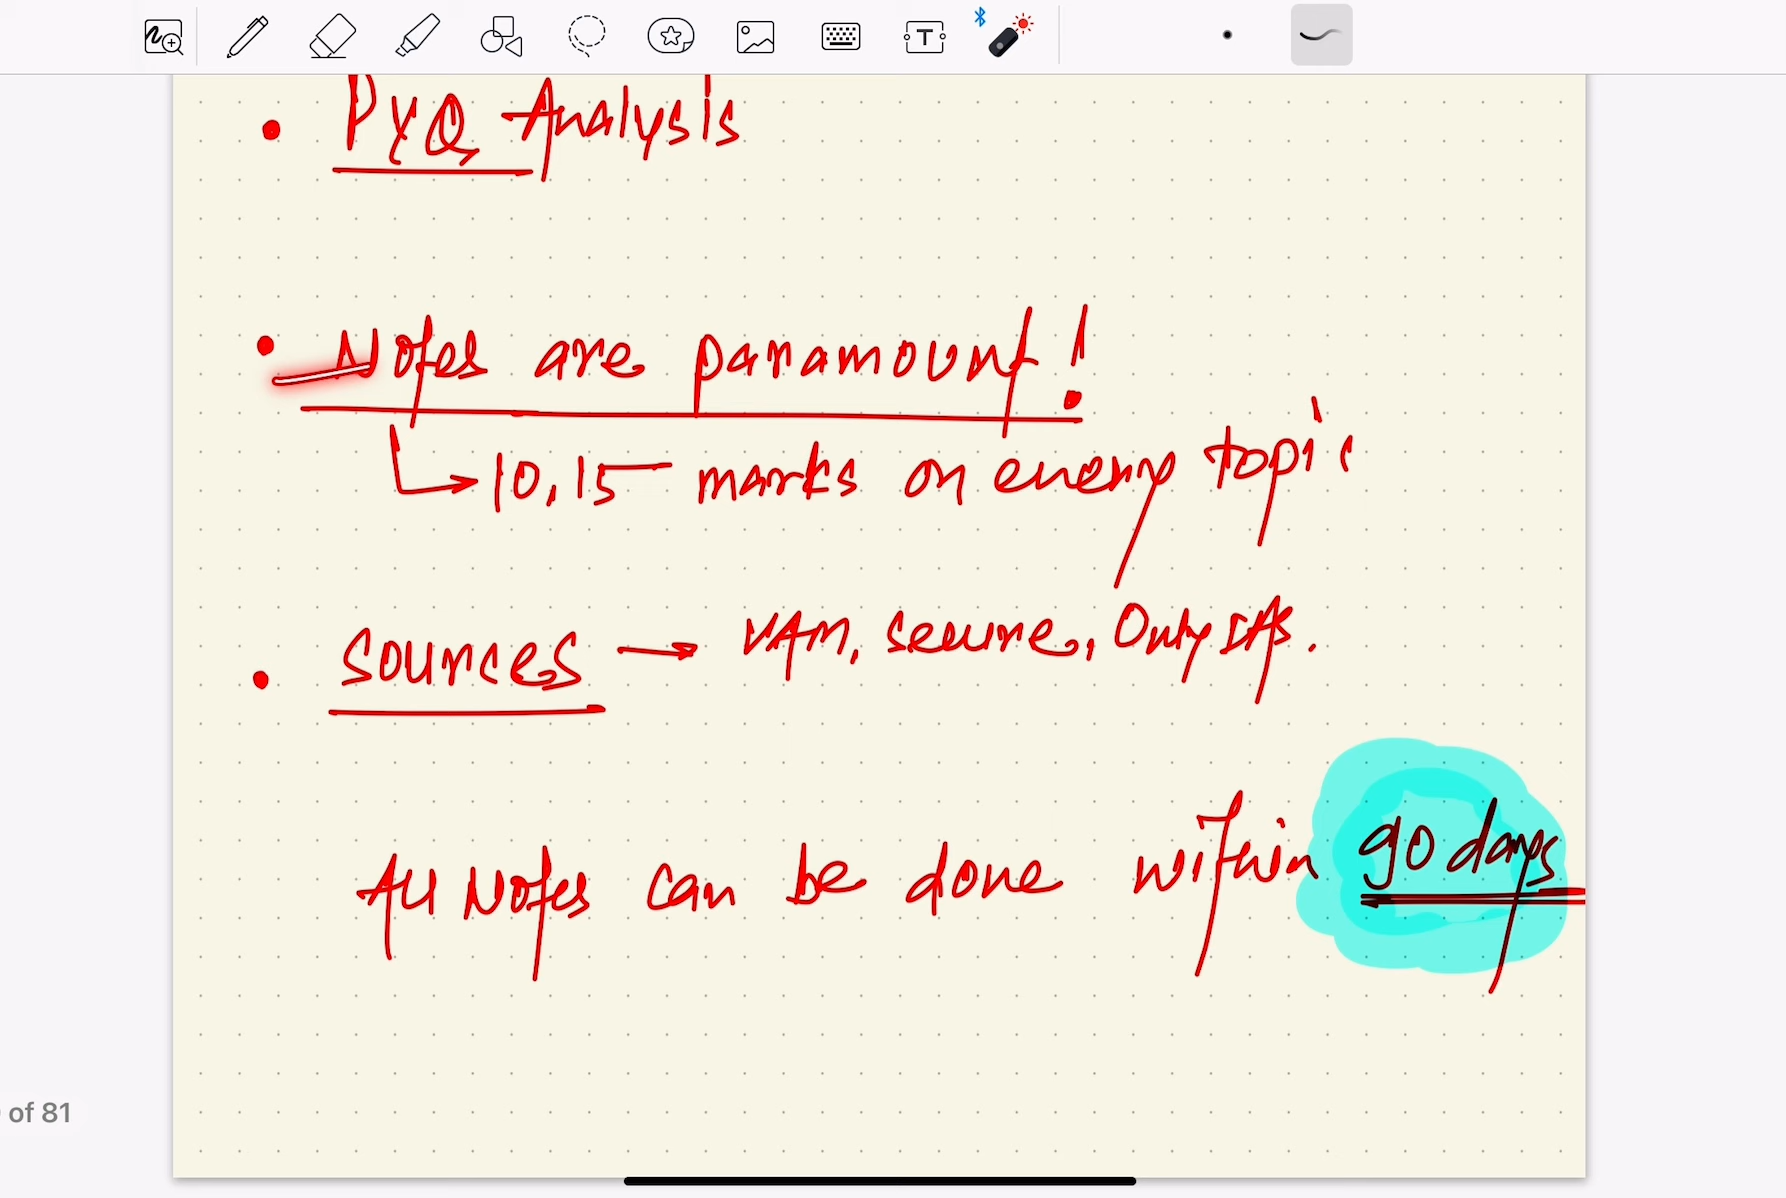 • PYQ Analysis
• Notes are paramount!
↳ 10, 15 marks on every topic
• Sources → VAM, Secure, Only IAS.
All Notes can be done within 90 days
of 81